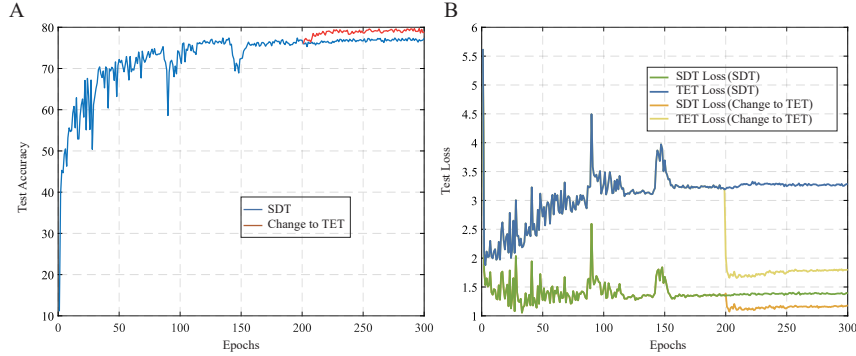 A
80
70
60
50
40
30
20
10
Test Accuracy
SDT
Change to TET
0
50
100
150
200
250
300
Epochs
B
6
5.5
5
4.5
4
3.5
3
2.5
2
1.5
1
Test Loss
SDT Loss (SDT)
TET Loss (SDT)
SDT Loss (Change to TET)
TET Loss (Change to TET)
0
50
100
150
200
250
300
Epochs